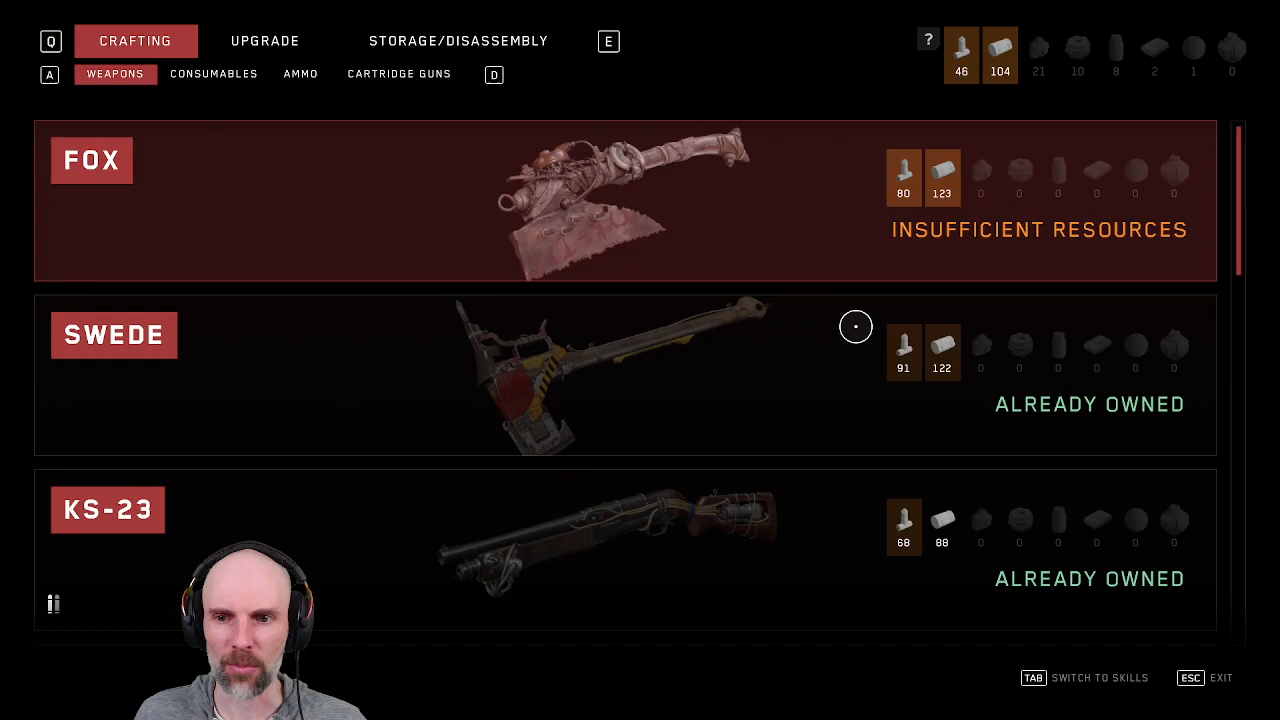 Q CRAFTING UPGRADE STORAGE/DISASSEMBLY E ?
A WEAPONS CONSUMABLES AMMO CARTRIDGE GUNS D
46 104 21 10 8 2 1 0
FOX
80 123 0 0 0 0 0 0
INSUFFICIENT RESOURCES
SWEDE
91 122 0 0 0 0 0 0
ALREADY OWNED
KS-23
68 88 0 0 0 0 0 0
ALREADY OWNED
TAB SWITCH TO SKILLS ESC EXIT